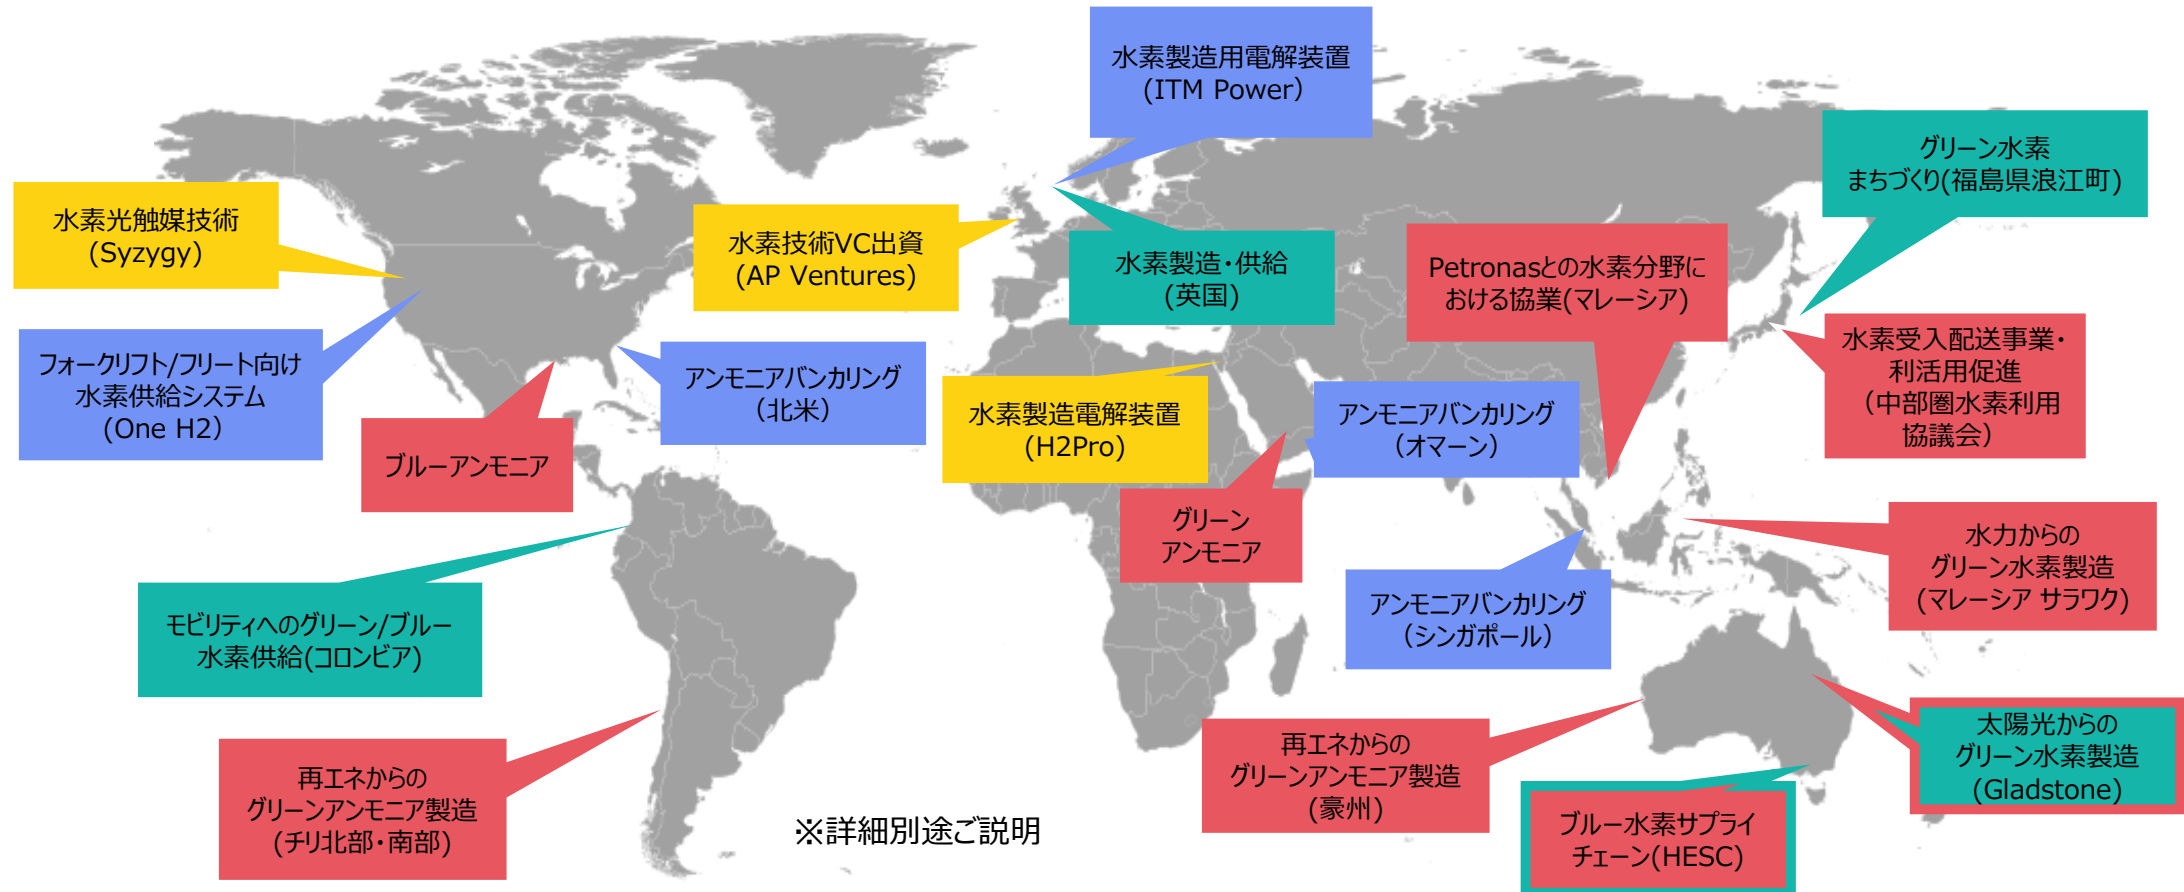 水素製造用電解装置
(ITM Power)
グリーン水素
まちづくり(福島県浪江町)
水素光触媒技術
(Syzygy)
水素技術VC出資
(AP Ventures)
水素製造・供給
(英国)
Petronasとの水素分野に
おける協業(マレーシア)
フォークリフト/フリート向け
水素供給システム
(One H2)
アンモニアバンカリング
(北米)
水素受入配送事業・
利活用促進
(中部圏水素利用
協議会)
ブルーアンモニア
水素製造電解装置
(H2Pro)
アンモニアバンカリング
(オマーン)
グリーン
アンモニア
水力からの
グリーン水素製造
(マレーシア サラワク)
モビリティへのグリーン/ブルー
水素供給(コロンビア)
アンモニアバンカリング
(シンガポール)
再エネからの
グリーンアンモニア製造
(チリ北部・南部)
再エネからの
グリーンアンモニア製造
(豪州)
太陽光からの
グリーン水素製造
(Gladstone)
ブルー水素サプライ
チェーン(HESC)
※詳細別途ご説明